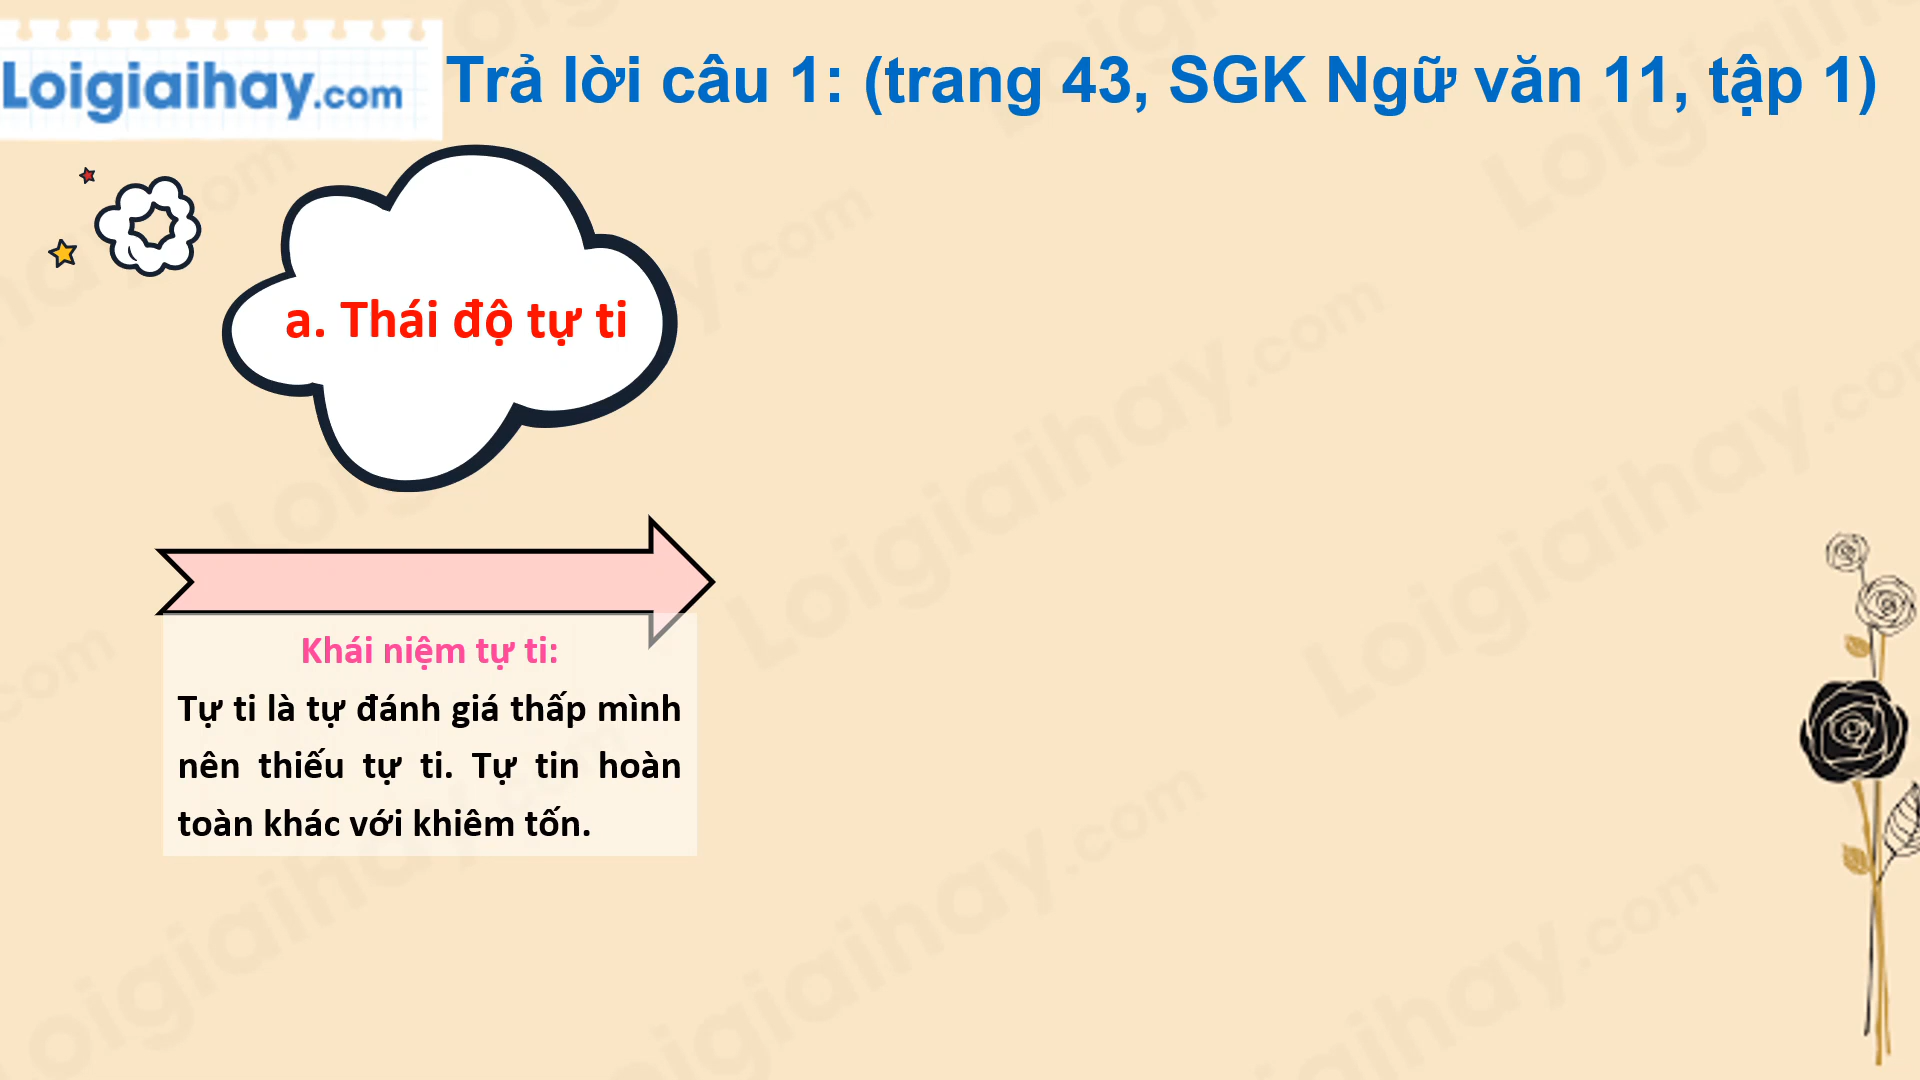 Loigiaihay.com
Trả lời câu 1: (trang 43, SGK Ngữ văn 11, tập 1)
a. Thái độ tự ti
Khái niệm tự ti:
Tự ti là tự đánh giá thấp mình
nên thiếu tự ti. Tự tin hoàn
toàn khác với khiêm tốn.